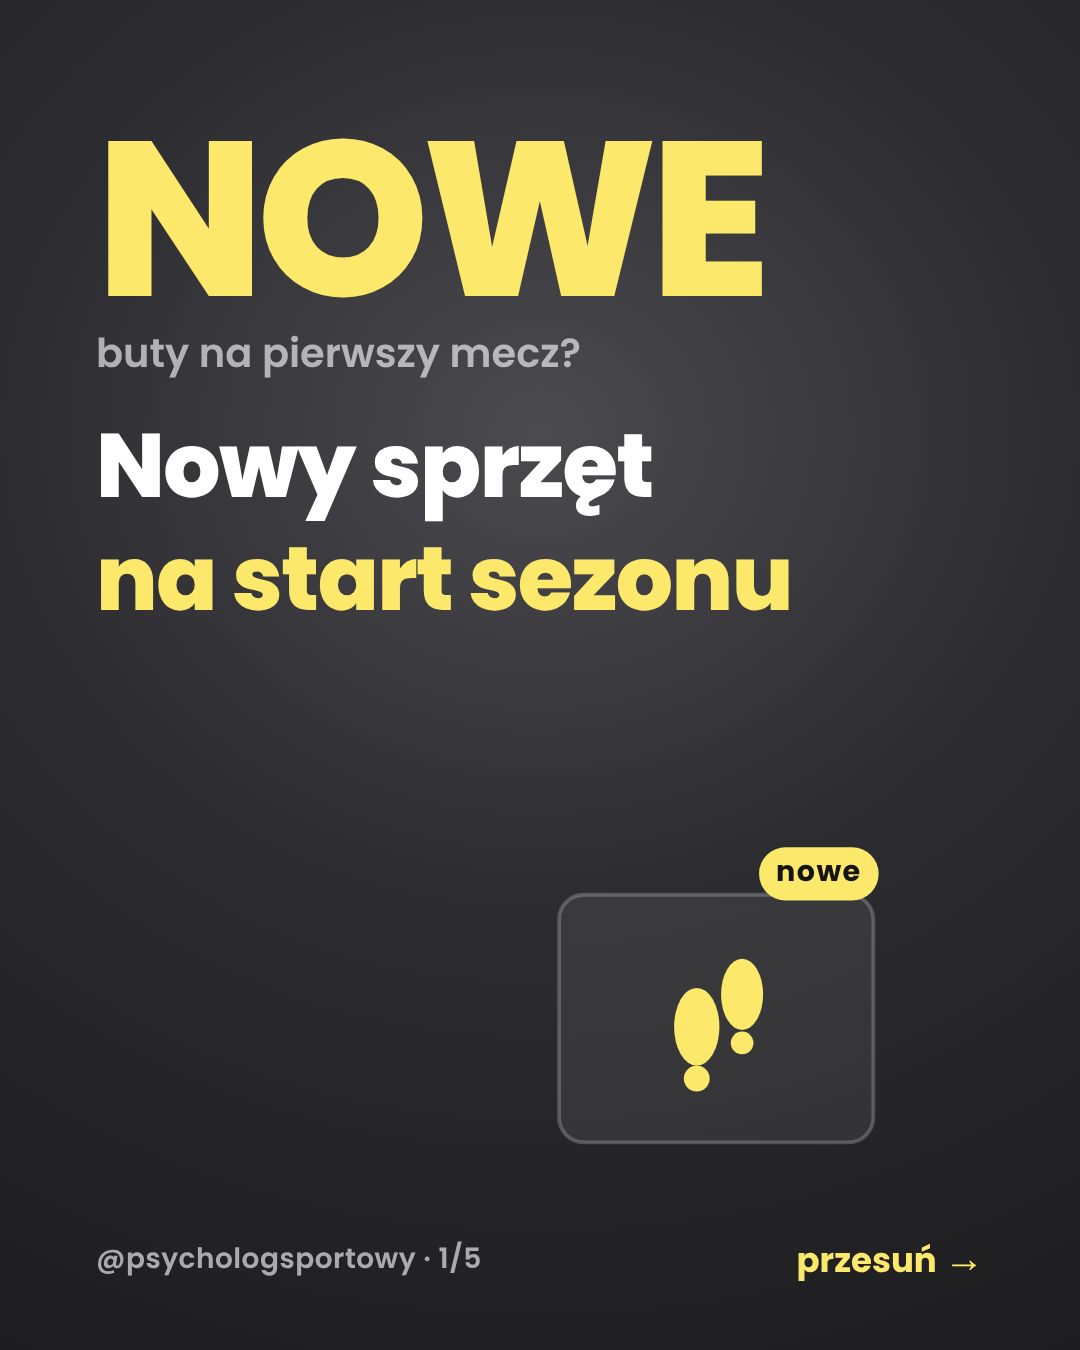 NOWE
buty na pierwszy mecz?
Nowy sprzęt
na start sezonu
nowe
@psychologsportowy · 1/5
przesuń →